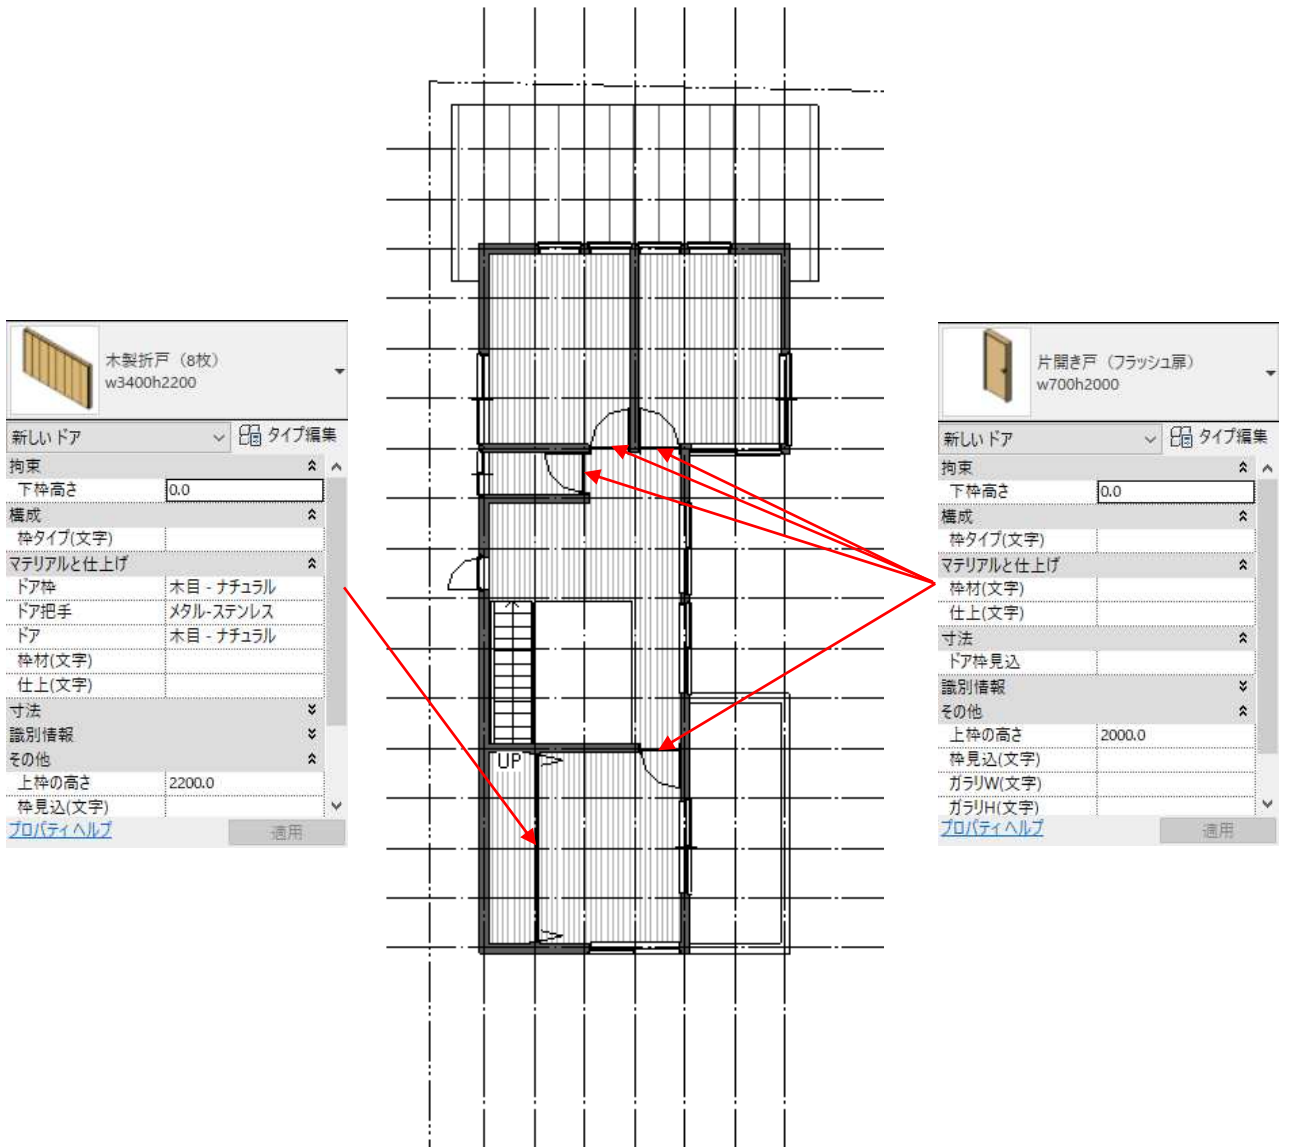 木製折戸（8枚）
w3400h2200
新しいドア
タイプ編集
拘束
下枠高さ 0.0
構成
枠タイプ(文字)
マテリアルと仕上げ
ドア枠 木目 - ナチュラル
ドア把手 メタル-ステンレス
ドア 木目 - ナチュラル
枠材(文字)
仕上(文字)
寸法
識別情報
その他
上枠の高さ 2200.0
枠見込(文字)
プロパティヘルプ
適用
UP
片開き戸（フラッシュ扉）
w700h2000
新しいドア
タイプ編集
拘束
下枠高さ 0.0
構成
枠タイプ(文字)
マテリアルと仕上げ
枠材(文字)
仕上(文字)
寸法
ドア枠見込
識別情報
その他
上枠の高さ 2000.0
枠見込(文字)
ガラリW(文字)
ガラリH(文字)
プロパティヘルプ
適用